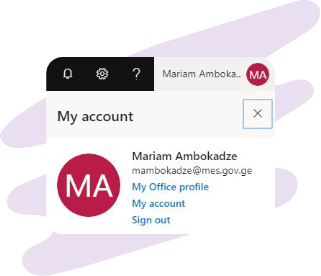 Mariam Amboka.. MA
My account
MA
Mariam Ambokadze
mambokadze@mes.gov.ge
My Office profile
My account
Sign out